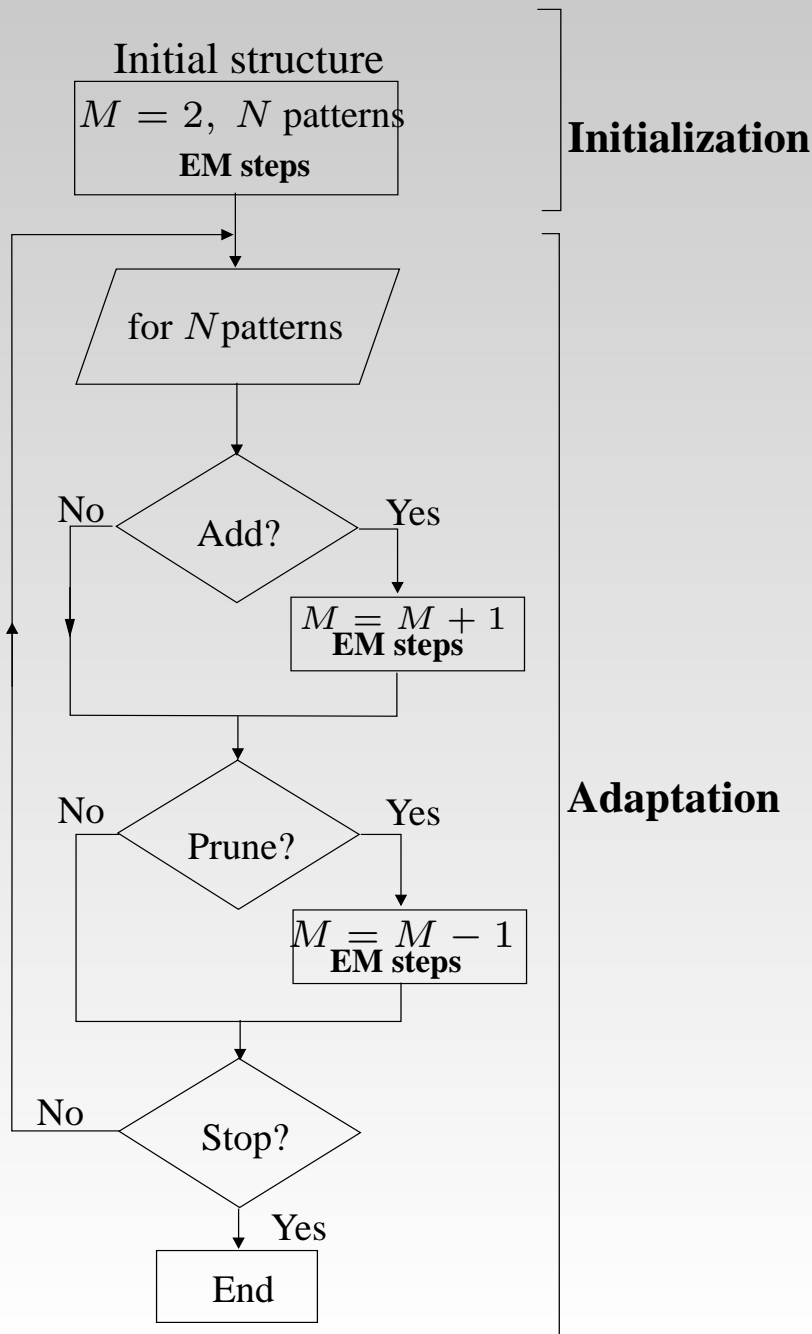 Initial structure
M = 2, N patterns
EM steps
Initialization
for N patterns
No
Yes
Add?
M = M + 1
EM steps
Adaptation
No
Yes
Prune?
M = M − 1
EM steps
No
Stop?
Yes
End